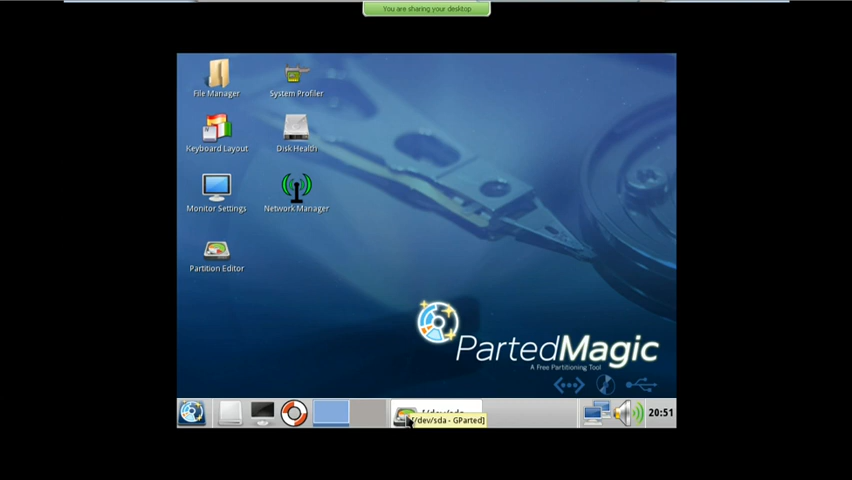 You are sharing your desktop
File Manager
System Profiler
Keyboard Layout
Disk Health
Monitor Settings
Network Manager
Partition Editor
PartedMagic
A Free Partitioning Tool
[/dev/sda - GParted]
20:51